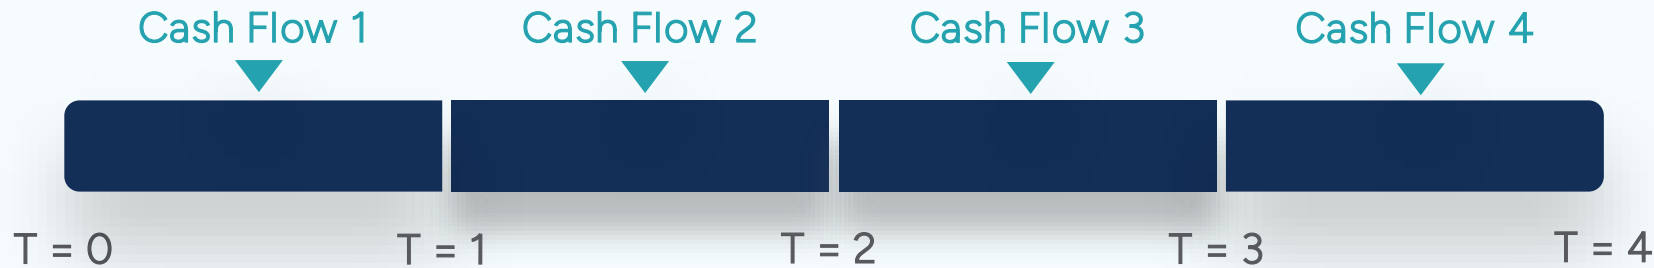 Cash Flow 1 Cash Flow 2 Cash Flow 3 Cash Flow 4
T = 0 T = 1 T = 2 T = 3 T = 4